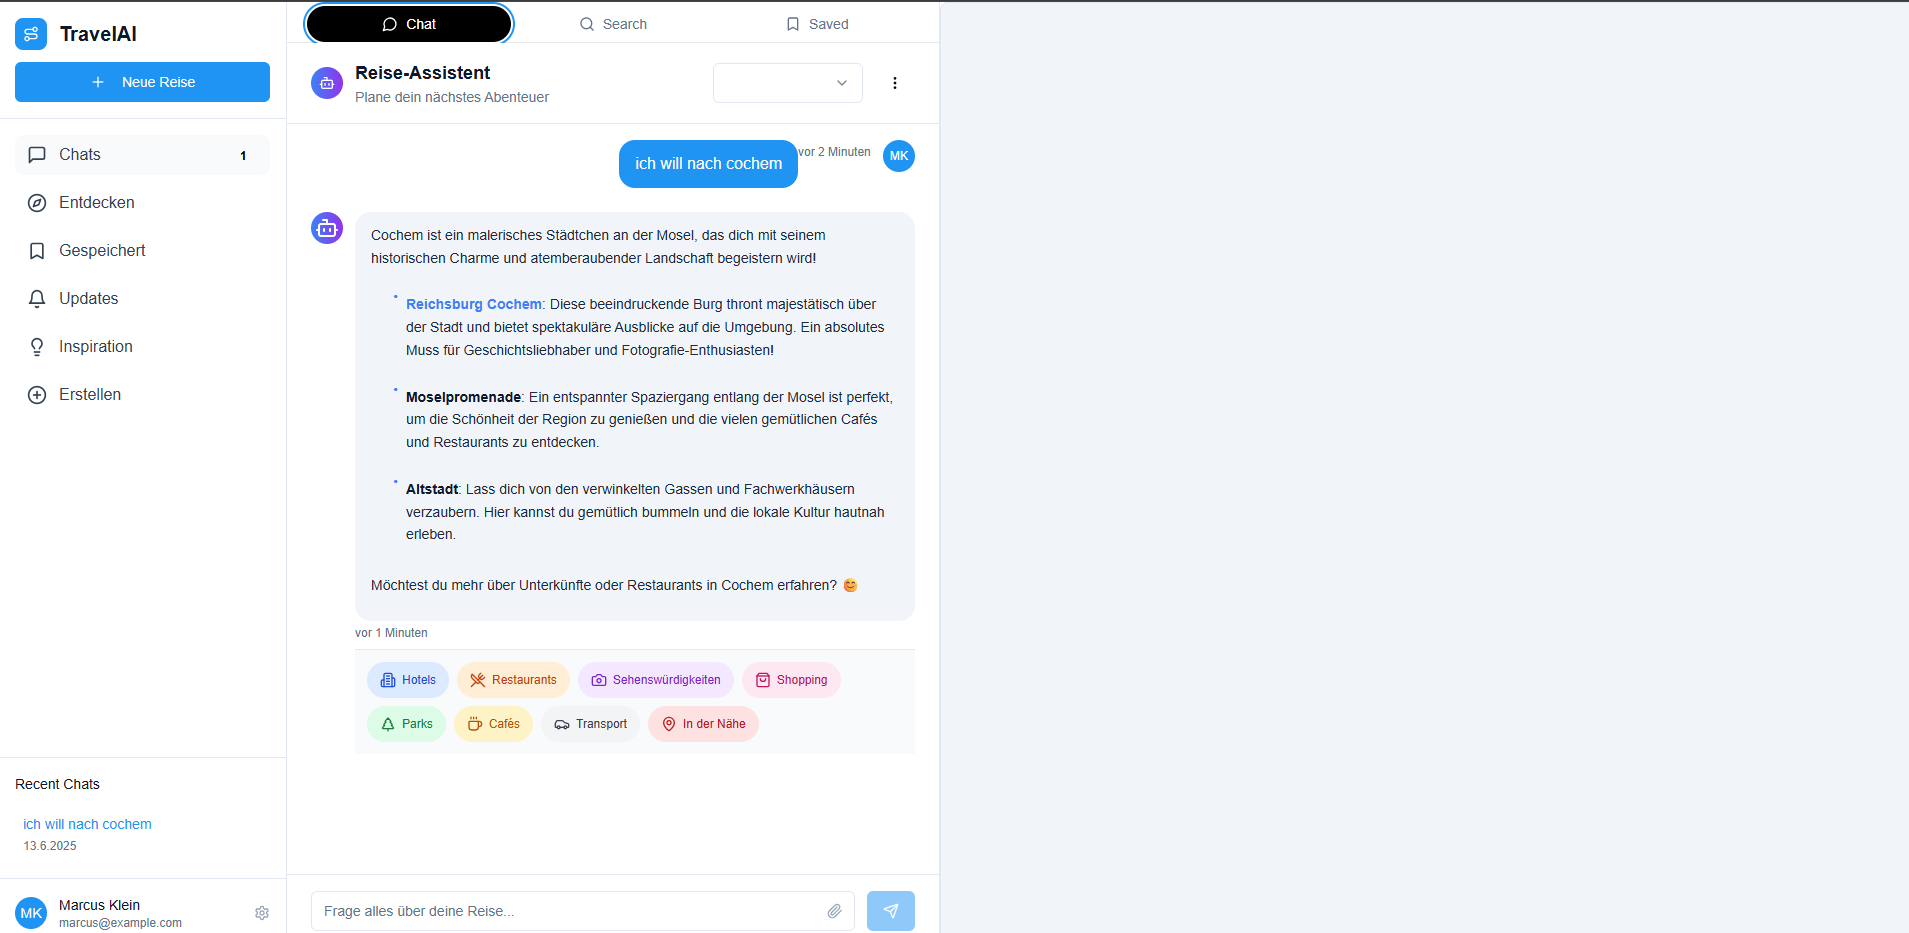 TravelAI
Neue Reise
Chats 1
Entdecken
Gespeichert
Updates
Inspiration
Erstellen
Recent Chats
ich will nach cochem
13.6.2025
MK
Marcus Klein
marcus@example.com
Chat
Search
Saved
Reise-Assistent
Plane dein nächstes Abenteuer
ich will nach cochem
vor 2 Minuten
MK
Cochem ist ein malerisches Städtchen an der Mosel, das dich mit seinem
historischen Charme und atemberaubender Landschaft begeistern wird!
• Reichsburg Cochem: Diese beeindruckende Burg thront majestätisch über
der Stadt und bietet spektakuläre Ausblicke auf die Umgebung. Ein absolutes
Muss für Geschichtsliebhaber und Fotografie-Enthusiasten!
• Moselpromenade: Ein entspannter Spaziergang entlang der Mosel ist perfekt,
um die Schönheit der Region zu genießen und die vielen gemütlichen Cafés
und Restaurants zu entdecken.
• Altstadt: Lass dich von den verwinkelten Gassen und Fachwerkhäusern
verzaubern. Hier kannst du gemütlich bummeln und die lokale Kultur hautnah
erleben.
Möchtest du mehr über Unterkünfte oder Restaurants in Cochem erfahren? 😊
vor 1 Minuten
Hotels
Restaurants
Sehenswürdigkeiten
Shopping
Parks
Cafés
Transport
In der Nähe
Frage alles über deine Reise...